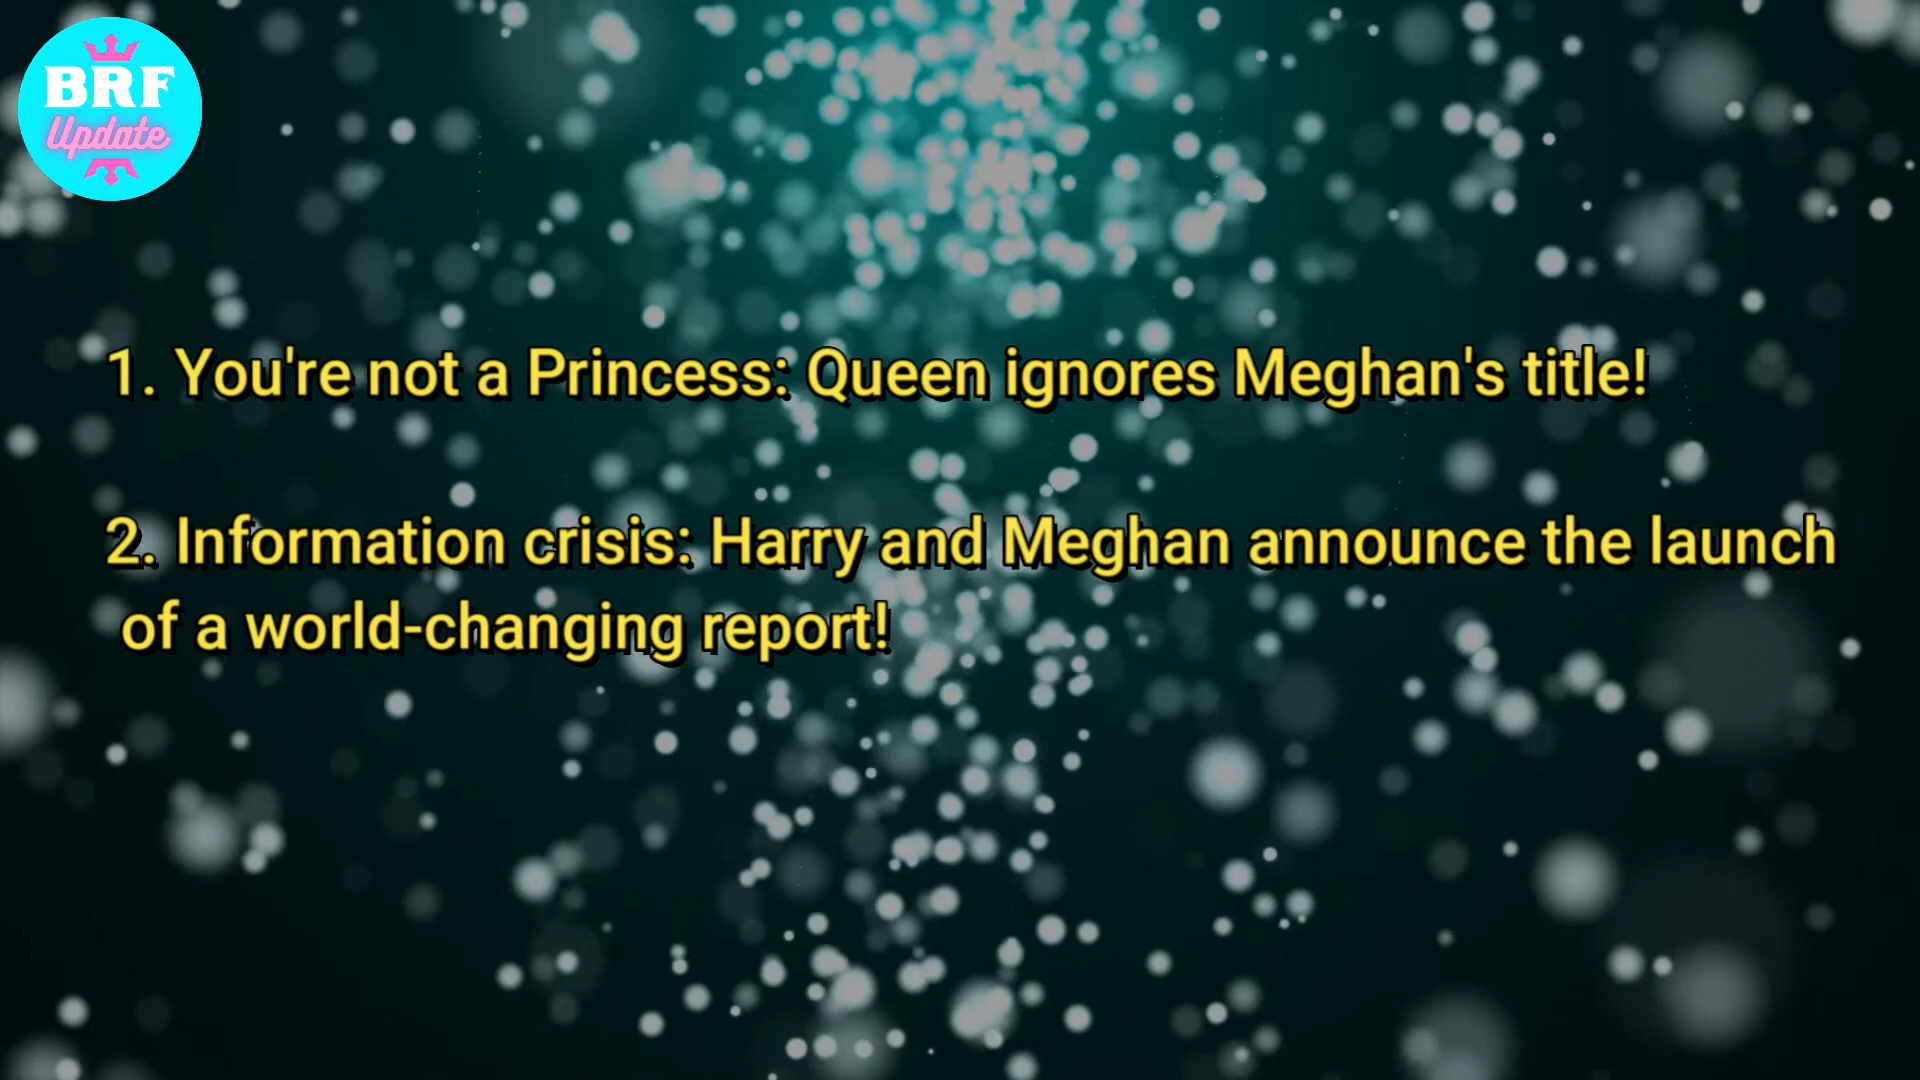 BRF
Update
1. You're not a Princess: Queen ignores Meghan's title!
2. Information crisis: Harry and Meghan announce the launch
of a world-changing report!